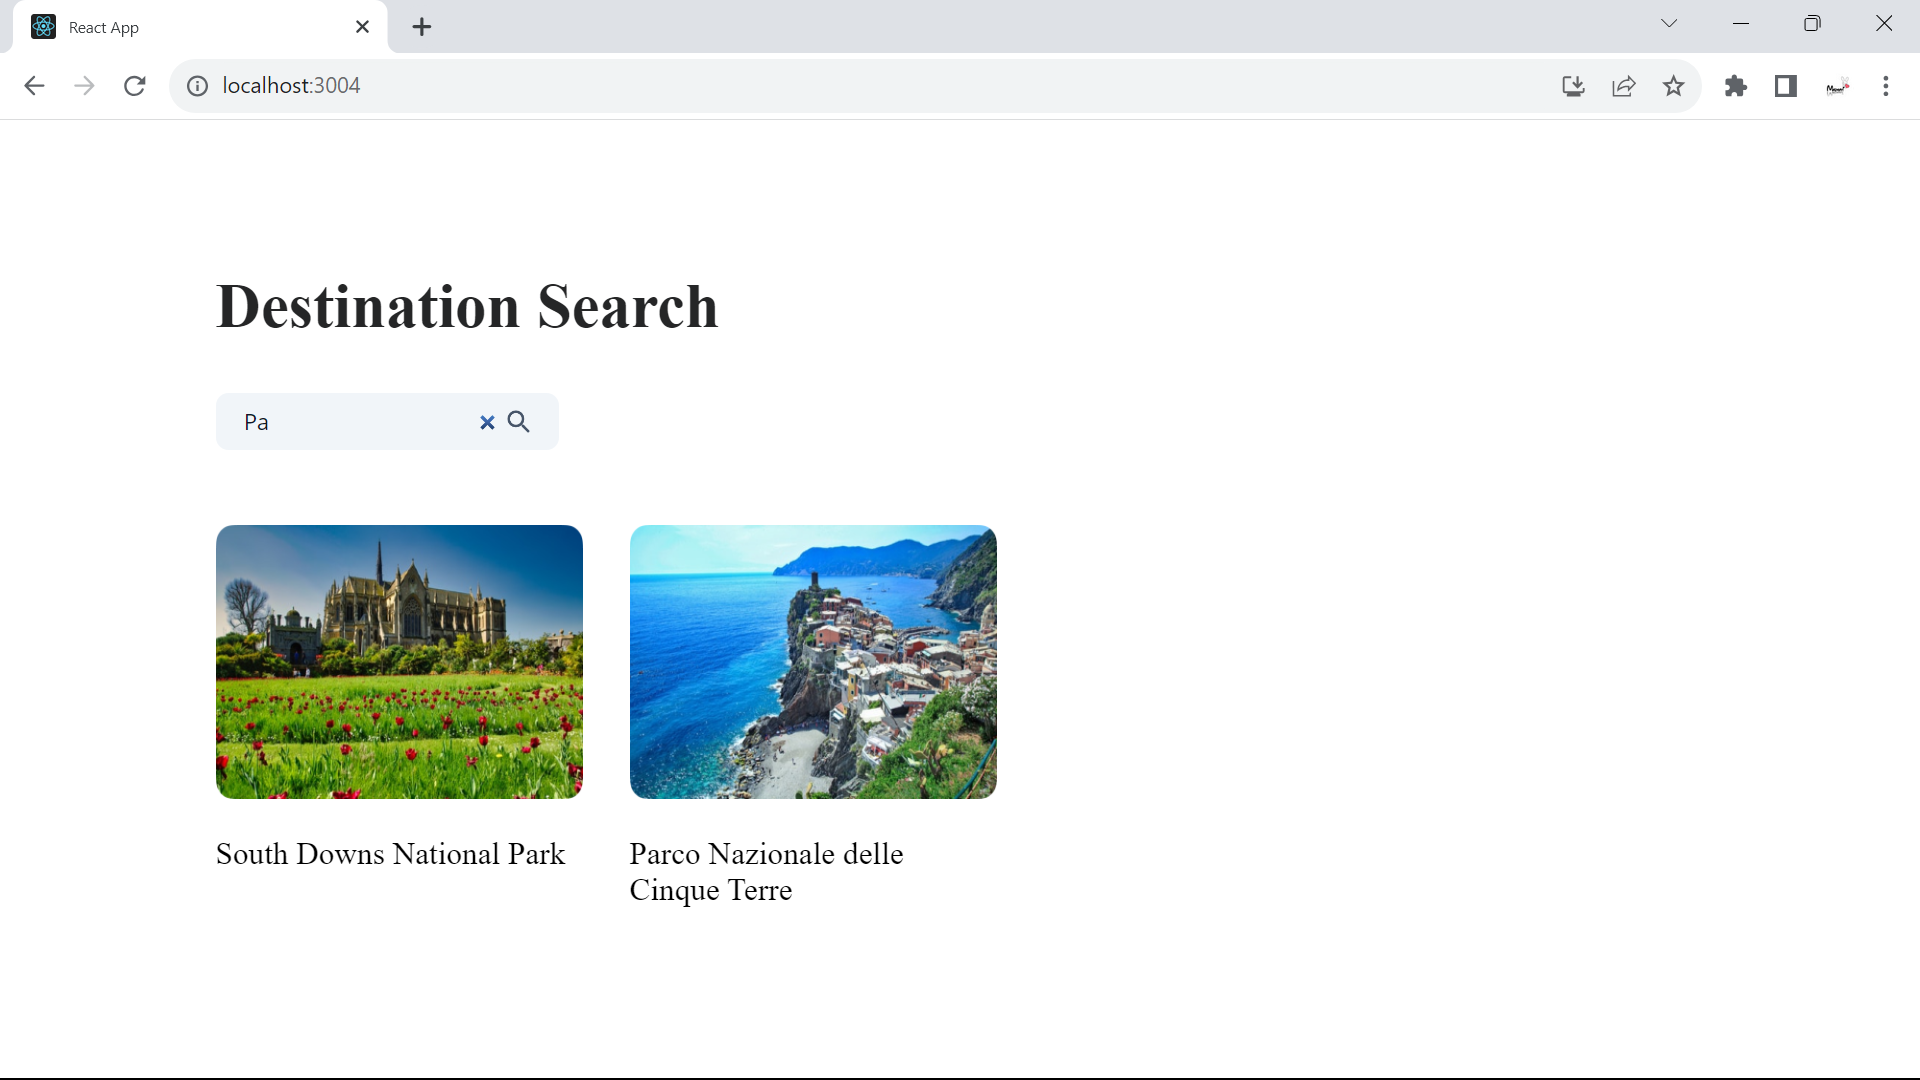 React App
localhost:3004
Destination Search
Pa
South Downs National Park
Parco Nazionale delle
Cinque Terre